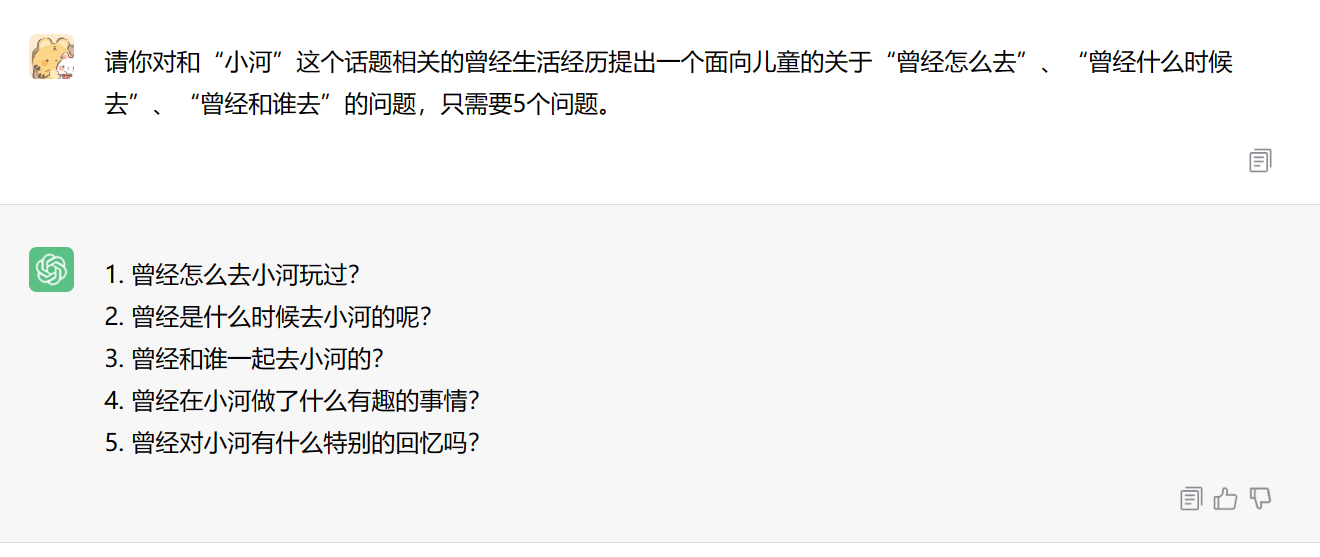 请你对和“小河”这个话题相关的曾经生活经历提出一个面向儿童的关于“曾经怎么去”、“曾经什么时候
去”、“曾经和谁去”的问题，只需要5个问题。
1. 曾经怎么去小河玩过？
2. 曾经是什么时候去小河的呢？
3. 曾经和谁一起去小河的？
4. 曾经在小河做了什么有趣的事情？
5. 曾经对小河有什么特别的回忆吗？